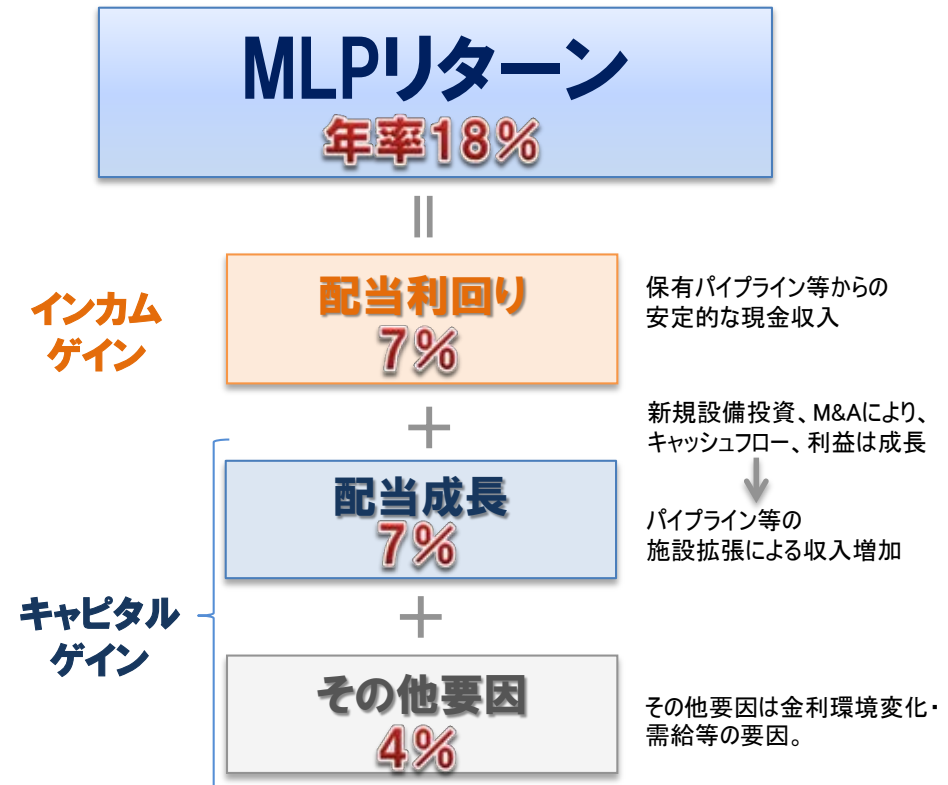 MLPリターン
年率18%
||
インカム
ゲイン
配当利回り
7%
保有パイプライン等からの
安定的な現金収入
+
新規設備投資、M&Aにより、
キャッシュフロー、利益は成長
配当成長
7%
パイプライン等の
施設拡張による収入増加
+
キャピタル
ゲイン
その他要因
4%
その他要因は金利環境変化・
需給等の要因。